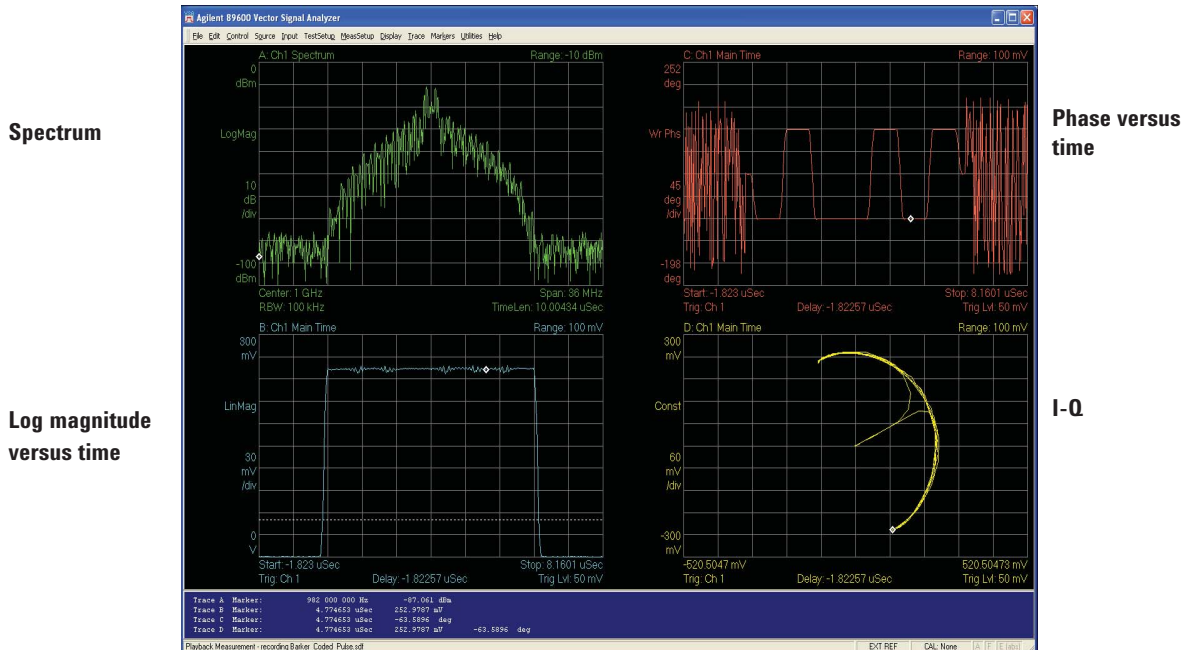 Agilent 89600 Vector Signal Analyzer
File Edit Control Source Input TestSetup MeasSetup Display Trace Markers Utilities Help
Spectrum
A: Ch1 Spectrum Range: -10 dBm
0
dBm
LogMag
10
dB
/div
-100
dBm
Center: 1 GHz Span: 36 MHz
RBW: 100 kHz TimeLen: 10.00434 uSec
C: Ch1 Main Time Range: 100 mV
252
deg
Wr Phs
45
deg
/div
-198
deg
Start: -1.823 uSec Stop: 8.1601 uSec
Trig: Ch 1 Delay: -1.82257 uSec Trig Lvl: 50 mV
Phase versus
time
Log magnitude
versus time
B: Ch1 Main Time Range: 100 mV
300
mV
LinMag
30
mV
/div
0
V
Start: -1.823 uSec Stop: 8.1601 uSec
Trig: Ch 1 Delay: -1.82257 uSec Trig Lvl: 50 mV
D: Ch1 Main Time Range: 100 mV
300
mV
Const
60
mV
/div
-300
mV
-520.5047 mV 520.50473 mV
Trig: Ch 1 Delay: -1.82257 uSec Trig Lvl: 50 mV
I-Q
Trace A Marker: 982 000 000 Hz -87.061 dBm
Trace B Marker: 4.774653 uSec 252.9787 mV
Trace C Marker: 4.774653 uSec -63.5896 deg
Trace D Marker: 4.774653 uSec 252.9787 mV -63.5896 deg
Playback Measurement - recording Barker_Coded_Pulse.sdf EXT REF CAL: None A F E (abs)